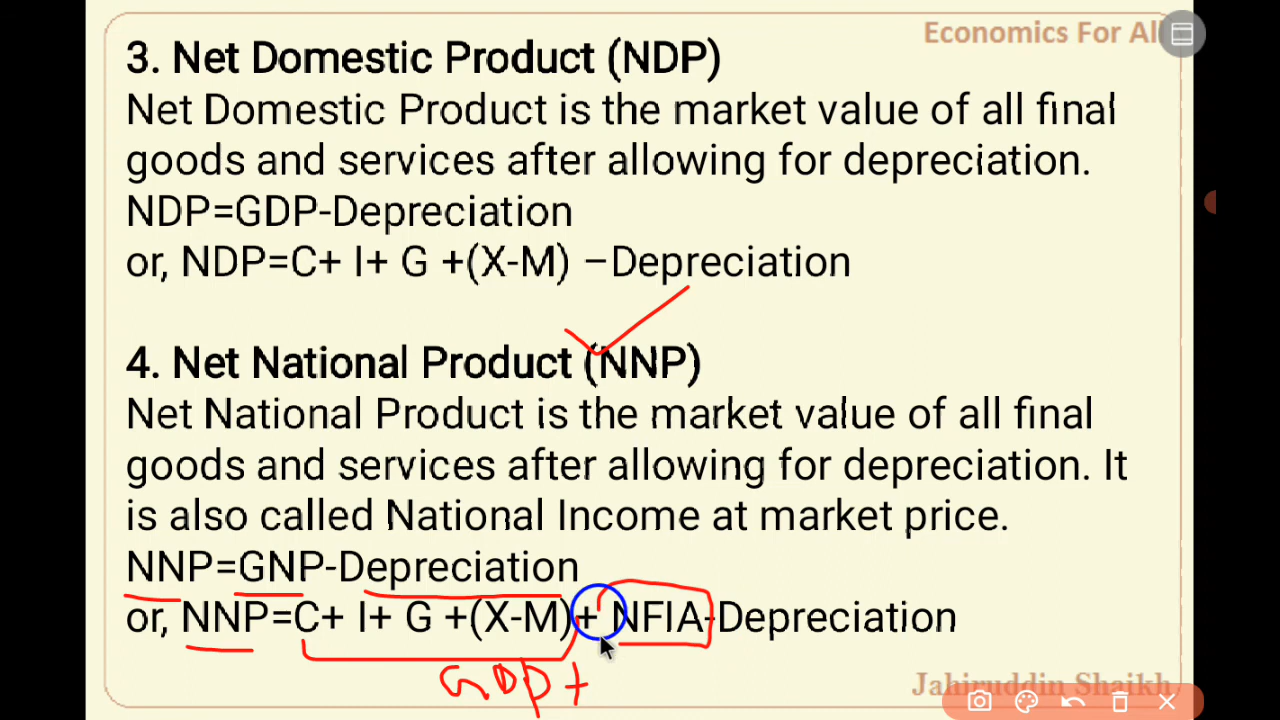 Economics For All
3. Net Domestic Product (NDP)
Net Domestic Product is the market value of all final
goods and services after allowing for depreciation.
NDP=GDP-Depreciation
or, NDP=C+ I+ G +(X-M) –Depreciation
4. Net National Product (NNP)
Net National Product is the market value of all final
goods and services after allowing for depreciation. It
is also called National Income at market price.
NNP=GNP-Depreciation
or, NNP=C+ I+ G +(X-M)+ NFIA-Depreciation
GDP +
Jahiruddin Shaikh